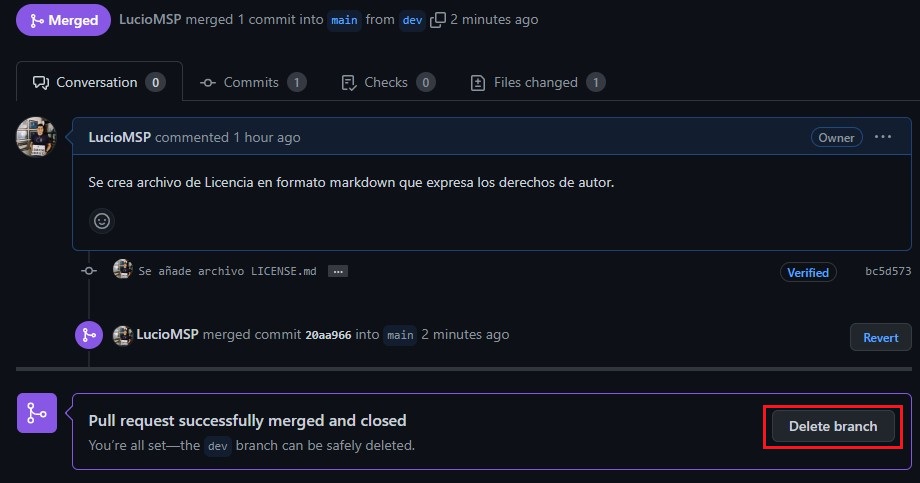 Merged LucioMSP merged 1 commit into main from dev 2 minutes ago
Conversation 0 Commits 1 Checks 0 Files changed 1
LucioMSP commented 1 hour ago Owner ...
Se crea archivo de Licencia en formato markdown que expresa los derechos de autor.
Se añade archivo LICENSE.md ... Verified bc5d573
LucioMSP merged commit 20aa966 into main 2 minutes ago Revert
Pull request successfully merged and closed
You're all set—the dev branch can be safely deleted.
Delete branch